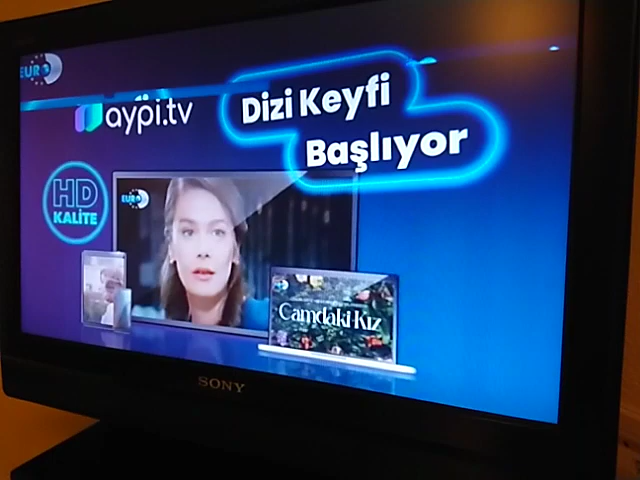 EURO D
aypi.tv
Dizi Keyfi
Başlıyor
HD
KALİTE
EURO D
Camdaki Kız
SONY